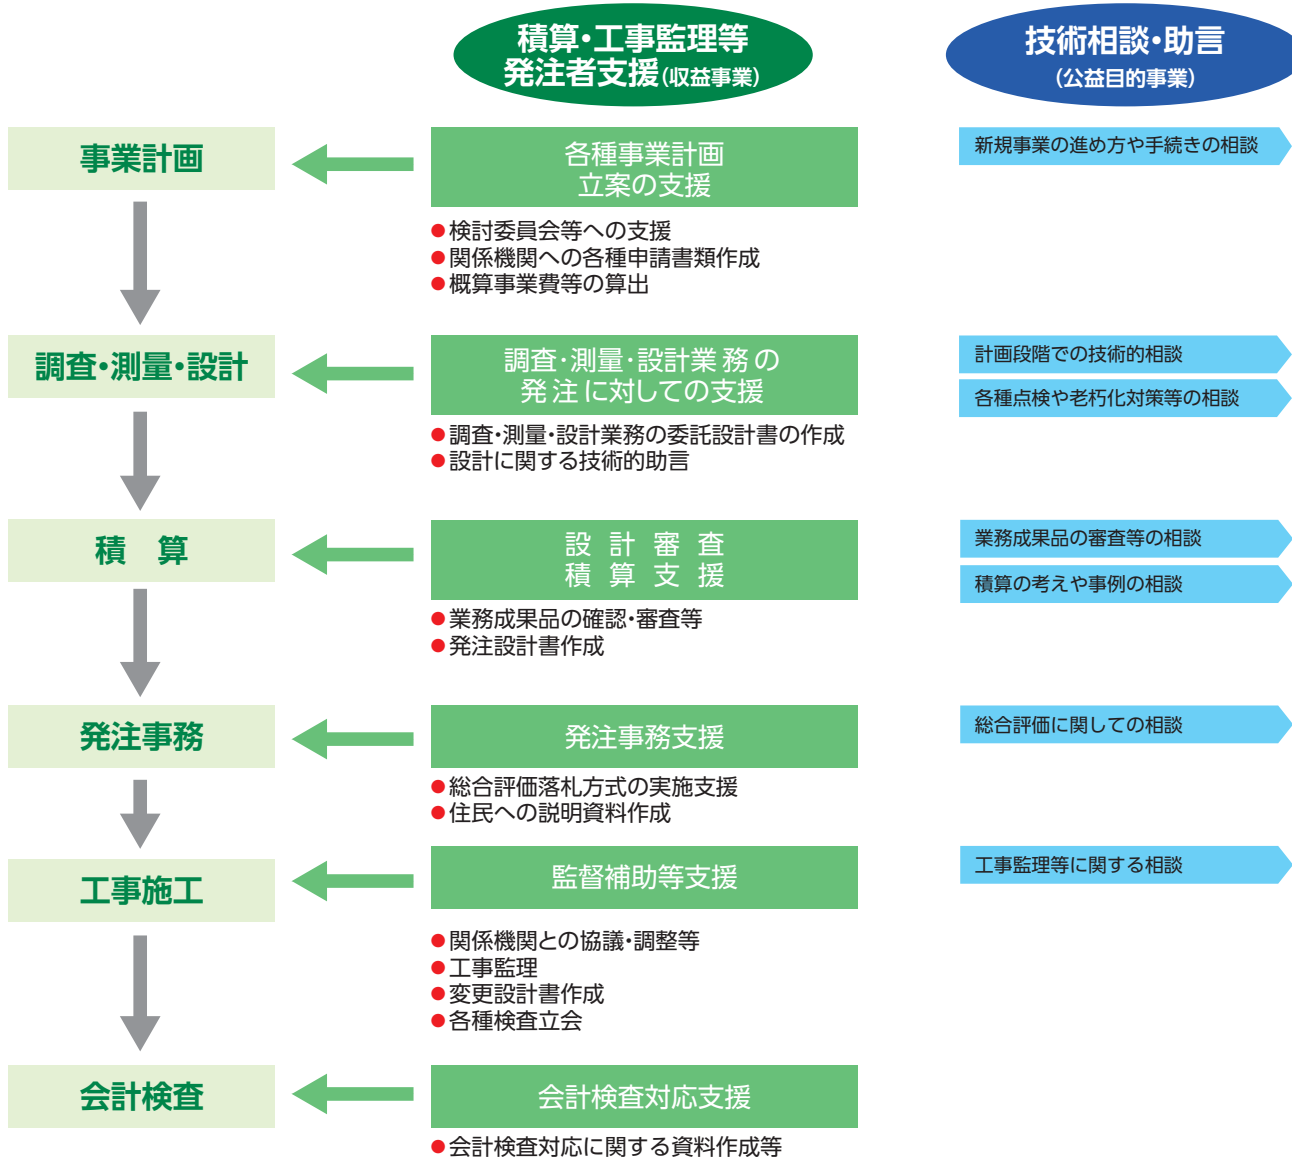 積算・工事監理等
発注者支援(収益事業)
技術相談・助言
(公益目的事業)
事業計画
各種事業計画
立案の支援
新規事業の進め方や手続きの相談
●検討委員会等への支援
●関係機関への各種申請書類作成
●概算事業費等の算出
調査・測量・設計
調査・測量・設計業務の
発注に対しての支援
計画段階での技術的相談
各種点検や老朽化対策等の相談
●調査・測量・設計業務の委託設計書の作成
●設計に関する技術的助言
積 算
設計審査
積算支援
業務成果品の審査等の相談
積算の考えや事例の相談
●業務成果品の確認・審査等
●発注設計書作成
発注事務
発注事務支援
総合評価に関しての相談
●総合評価落札方式の実施支援
●住民への説明資料作成
工事施工
監督補助等支援
工事監理等に関する相談
●関係機関との協議・調整等
●工事監理
●変更設計書作成
●各種検査立会
会計検査
会計検査対応支援
●会計検査対応に関する資料作成等